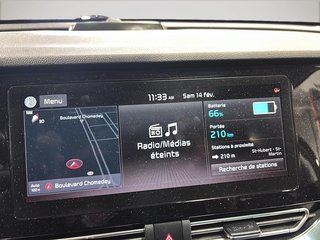 Menu
11:33 AM Sam 14 fév.
Boulevard Chomedey
Auto
Boulevard Chomedey
Radio/Médias
éteints
Batterie
66%
Portée
210 km
Stations à proximité
210 m
St-Hubert - St-
Martin
Recherche de stations